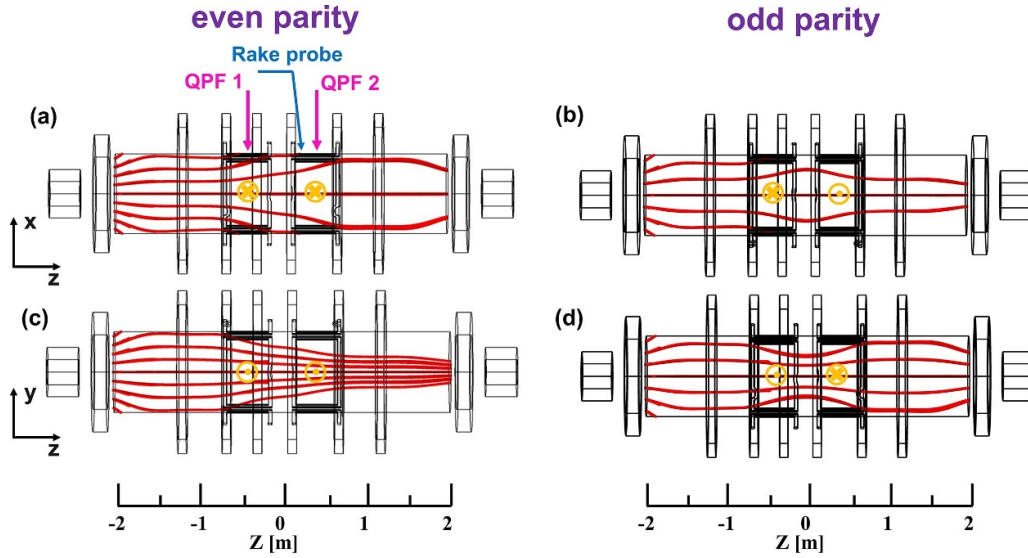 even parity
odd parity
Rake probe
QPF 1
QPF 2
(a)
(b)
x
z
(c)
(d)
y
z
-2 -1 0 1 2
Z [m]
-2 -1 0 1 2
Z [m]